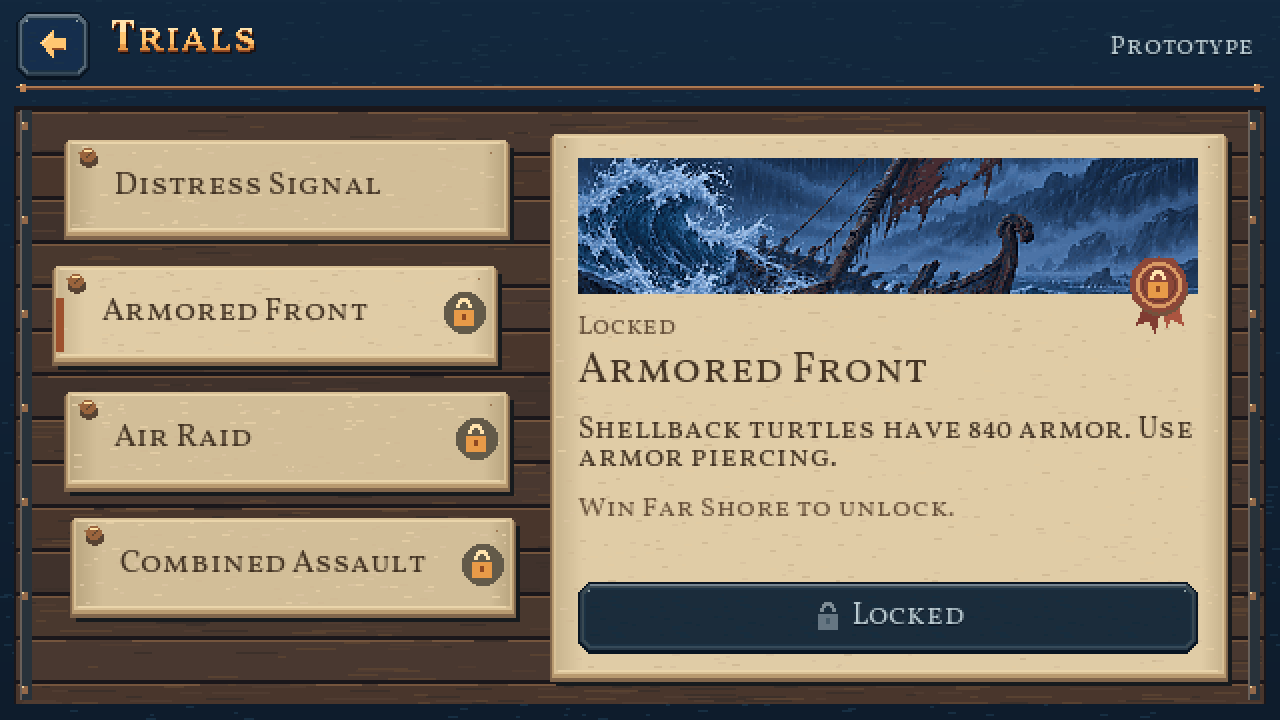 Trials
Prototype
Distress Signal
Armored Front
Air Raid
Combined Assault
Locked
Armored Front
Shellback turtles have 840 armor. Use
armor piercing.
Win Far Shore to unlock.
Locked